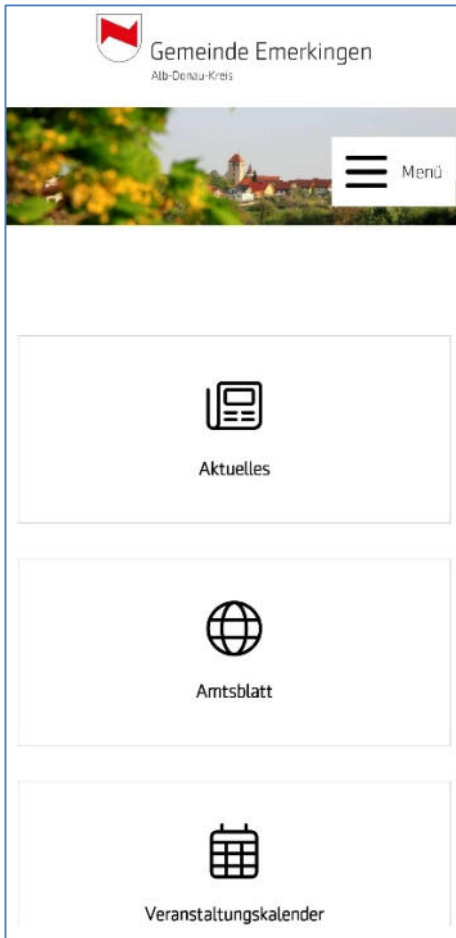 Gemeinde Emerkingen
Alb-Donau-Kreis
Menü
Aktuelles
Amtsblatt
Veranstaltungskalender